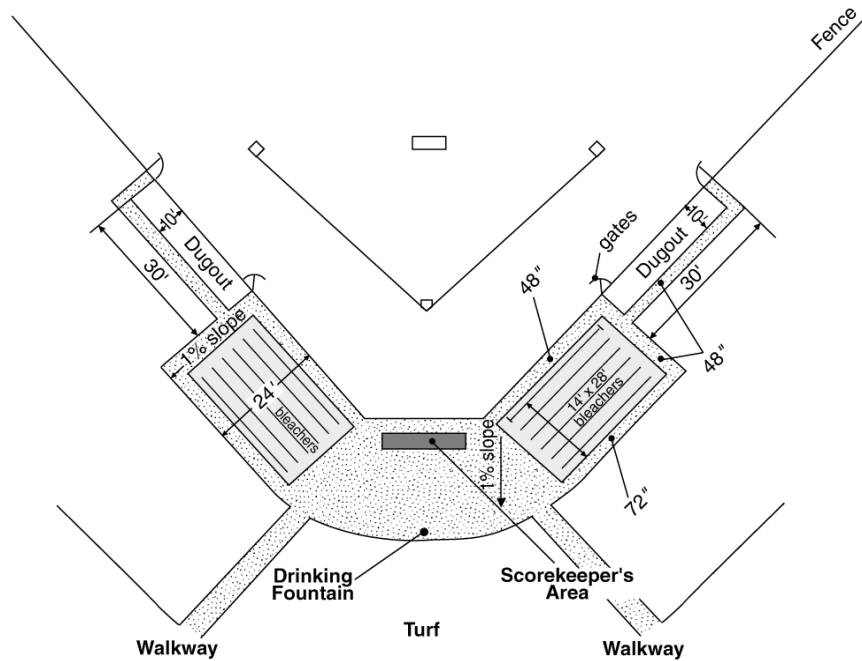 Fence
10'
Dugout
30'
1% slope
24'
bleachers
gates
48"
10'
Dugout
30'
48"
14' x 28'
bleachers
1% slope
72"
Drinking
Fountain
Scorekeeper's
Area
Turf
Walkway
Walkway